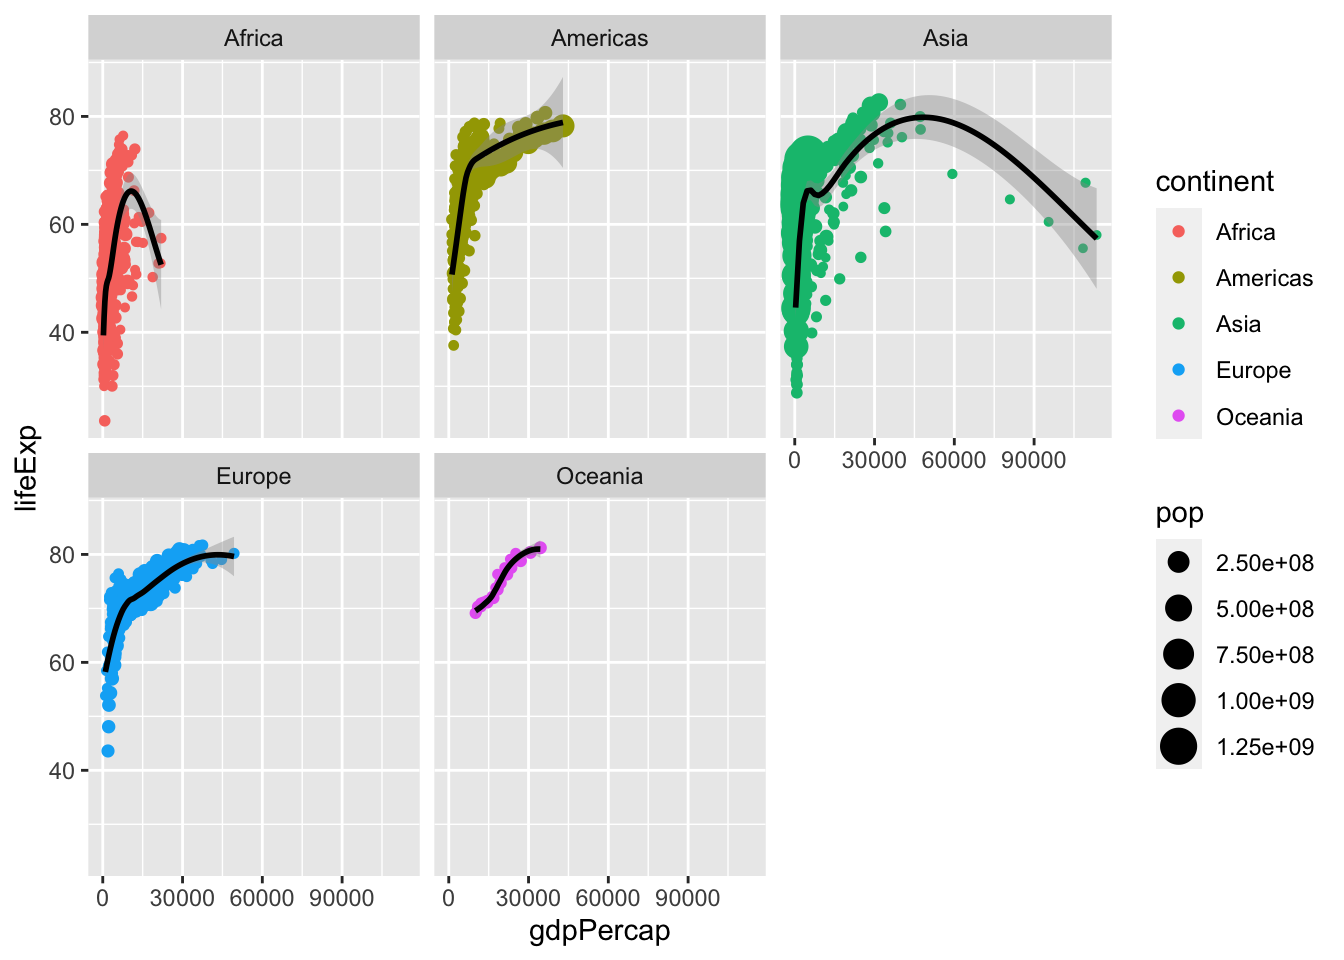 Africa
Americas
Asia
80
60
40
0
30000
60000
90000
Europe
Oceania
80
60
40
0
30000
60000
90000
0
30000
60000
90000
lifeExp
gdpPercap
continent
Africa
Americas
Asia
Europe
Oceania
pop
2.50e+08
5.00e+08
7.50e+08
1.00e+09
1.25e+09